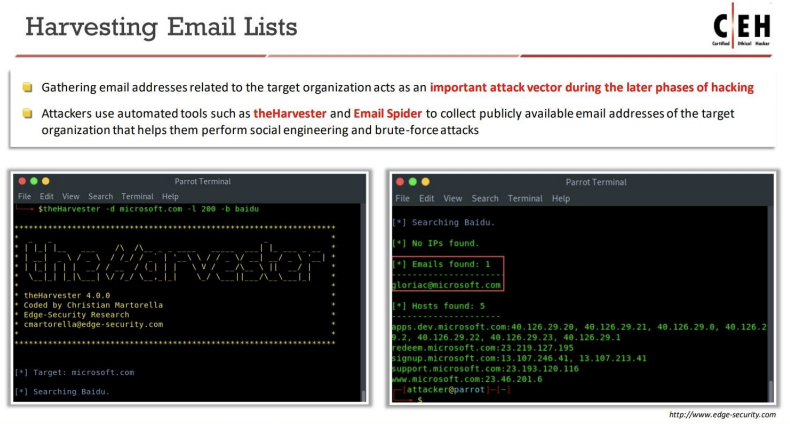 Harvesting Email Lists
CEH
Certified Ethical Hacker
Gathering email addresses related to the target organization acts as an important attack vector during the later phases of hacking
Attackers use automated tools such as theHarvester and Email Spider to collect publicly available email addresses of the target
organization that helps them perform social engineering and brute-force attacks
Parrot Terminal
File Edit View Search Terminal Help
$theHarvester -d microsoft.com -l 200 -b baidu
*******************************************************************
theHarvester
* theHarvester 4.0.0 *
* Coded by Christian Martorella *
* Edge-Security Research *
* cmartorella@edge-security.com *
*******************************************************************
[*] Target: microsoft.com
[*] Searching Baidu.
Parrot Terminal
File Edit View Search Terminal Help
[*] Searching Baidu.
[*] No IPs found.
[*] Emails found: 1
----------------------
gloriac@microsoft.com
[*] Hosts found: 5
---------------------
apps.dev.microsoft.com:40.126.29.20, 40.126.29.21, 40.126.29.0, 40.126.2
9.2, 40.126.29.22, 40.126.29.23, 40.126.29.1
redeem.microsoft.com:23.219.127.195
signup.microsoft.com:13.107.246.41, 13.107.213.41
support.microsoft.com:23.193.120.116
www.microsoft.com:23.46.201.6
[attacker@parrot]-[~]
$
http://www.edge-security.com